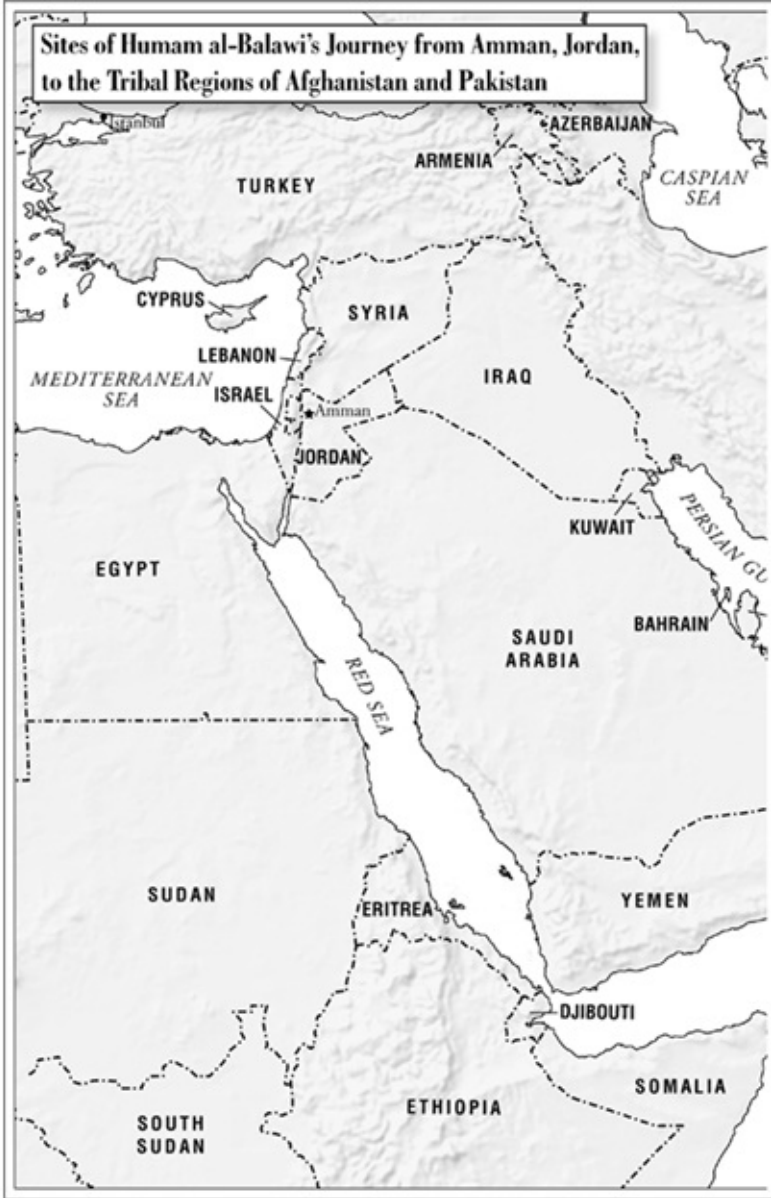 Sites of Humam al-Balawi's Journey from Amman, Jordan,
to the Tribal Regions of Afghanistan and Pakistan
Istanbul
AZERBAIJAN
ARMENIA
TURKEY
CASPIAN
SEA
CYPRUS
SYRIA
LEBANON
MEDITERRANEAN
SEA
ISRAEL
IRAQ
Amman
JORDAN
KUWAIT
PERSIAN GU
EGYPT
BAHRAIN
SAUDI
ARABIA
RED SEA
SUDAN
ERITREA
YEMEN
DJIBOUTI
SOMALIA
ETHIOPIA
SOUTH
SUDAN